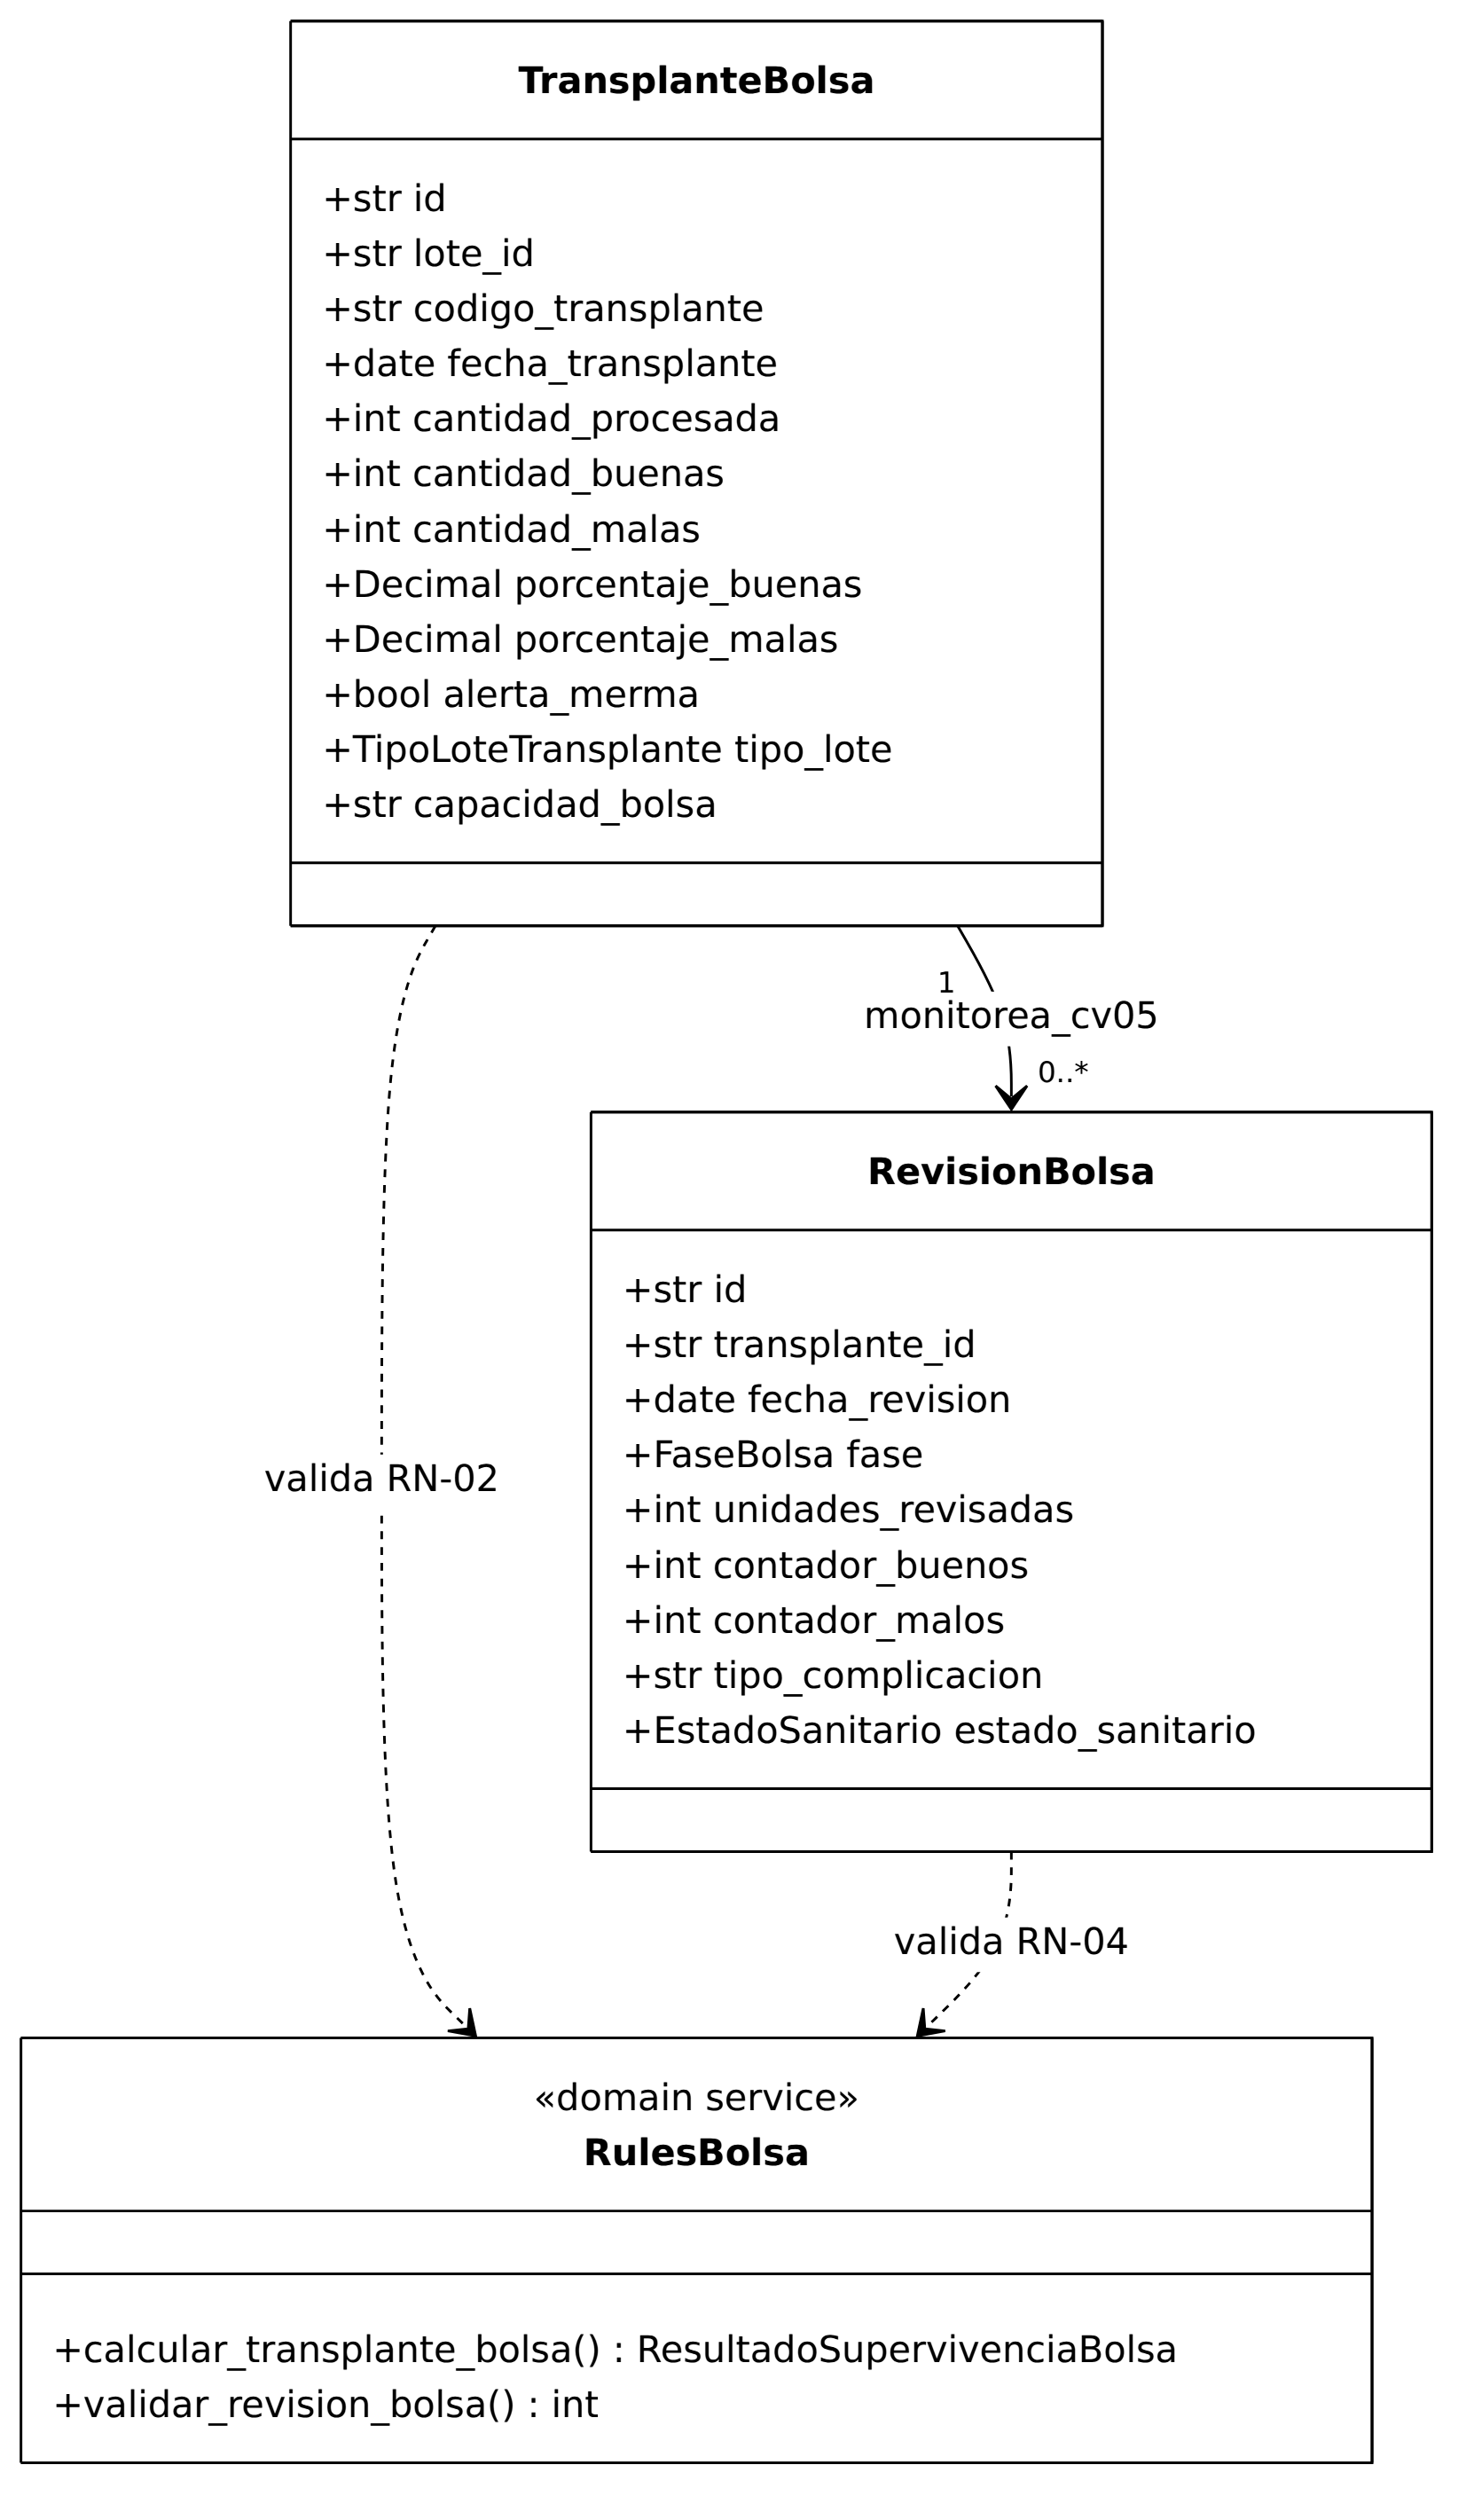 TransplanteBolsa
+str id
+str lote_id
+str codigo_transplante
+date fecha_transplante
+int cantidad_procesada
+int cantidad_buenas
+int cantidad_malas
+Decimal porcentaje_buenas
+Decimal porcentaje_malas
+bool alerta_merma
+TipoLoteTransplante tipo_lote
+str capacidad_bolsa
1
monitorea_cv05
0..*
RevisionBolsa
+str id
+str transplante_id
+date fecha_revision
+FaseBolsa fase
+int unidades_revisadas
+int contador_buenos
+int contador_malos
+str tipo_complicacion
+EstadoSanitario estado_sanitario
valida RN-02
valida RN-04
«domain service»
RulesBolsa
+calcular_transplante_bolsa() : ResultadoSupervivenciaBolsa
+validar_revision_bolsa() : int